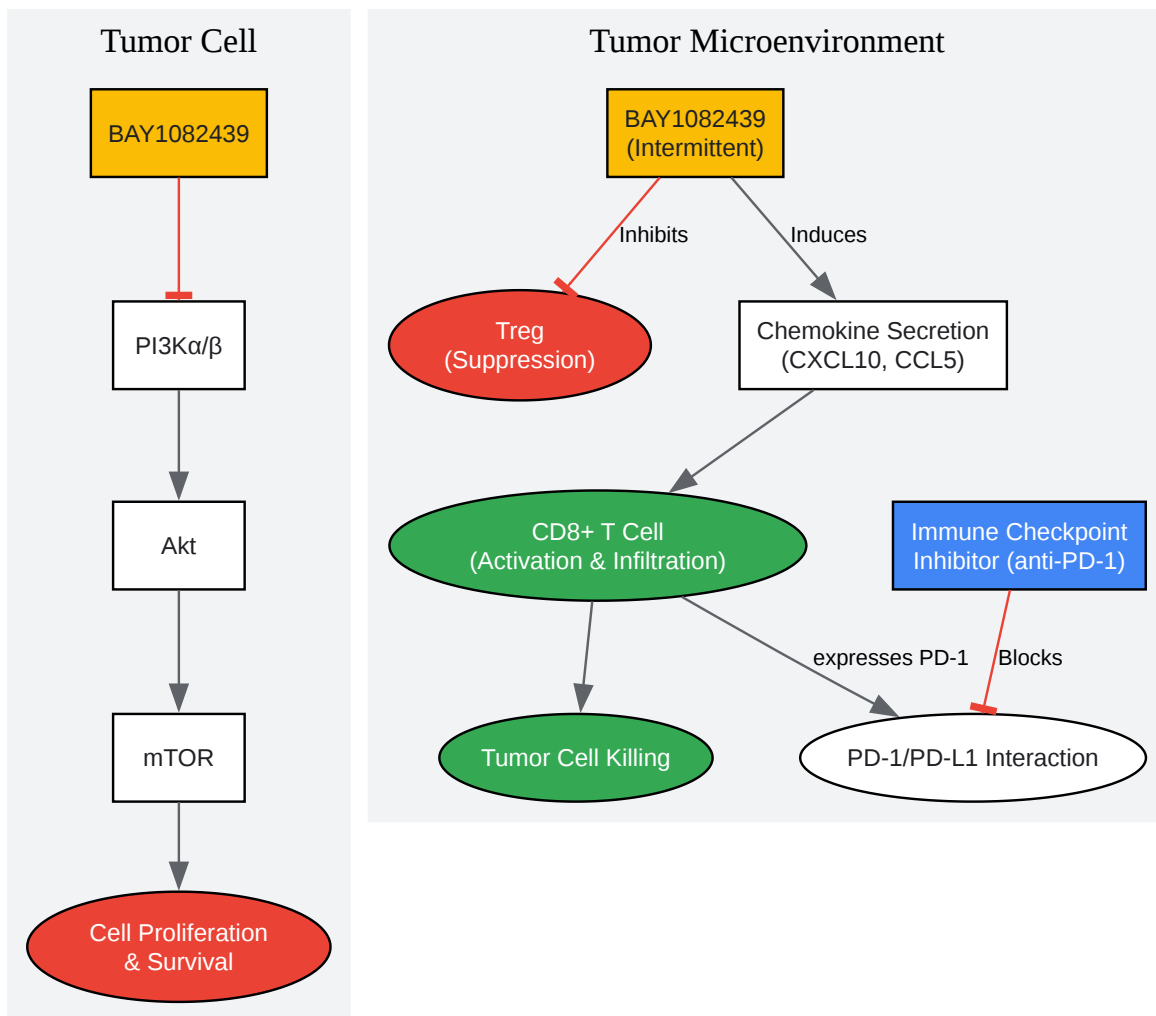 Tumor Cell
BAY1082439
PI3Kα/β
Akt
mTOR
Cell Proliferation
& Survival
Tumor Microenvironment
BAY1082439
(Intermittent)
Inhibits
Induces
Treg
(Suppression)
Chemokine Secretion
(CXCL10, CCL5)
CD8+ T Cell
(Activation & Infiltration)
Immune Checkpoint
Inhibitor (anti-PD-1)
expresses PD-1
Blocks
Tumor Cell Killing
PD-1/PD-L1 Interaction